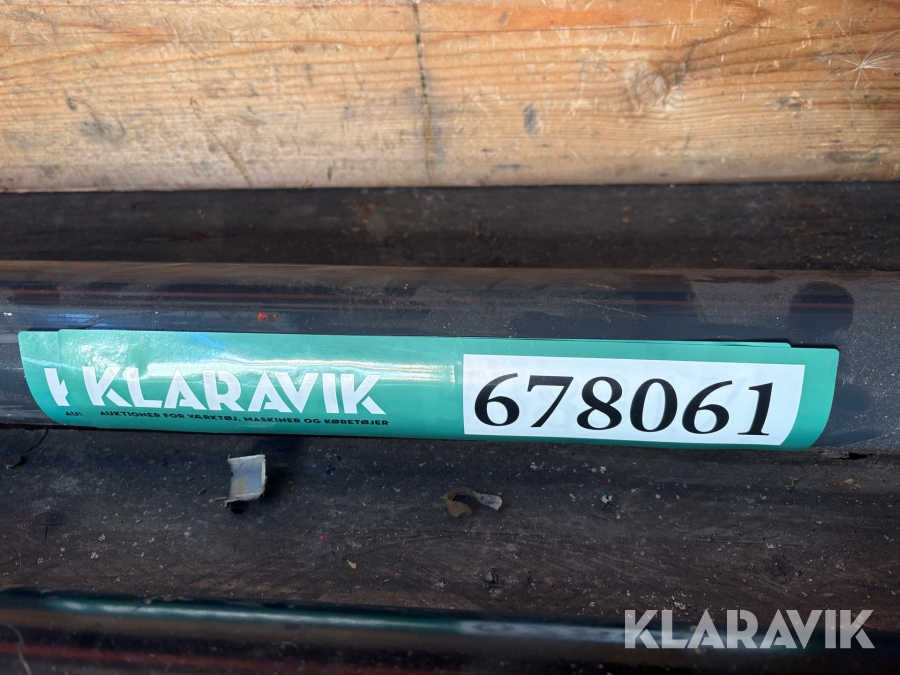 KLARAVIK
AUKTIONER FOR VÆRKTØJ, MASKINER OG KØRETØJER
678061
KLARAVIK